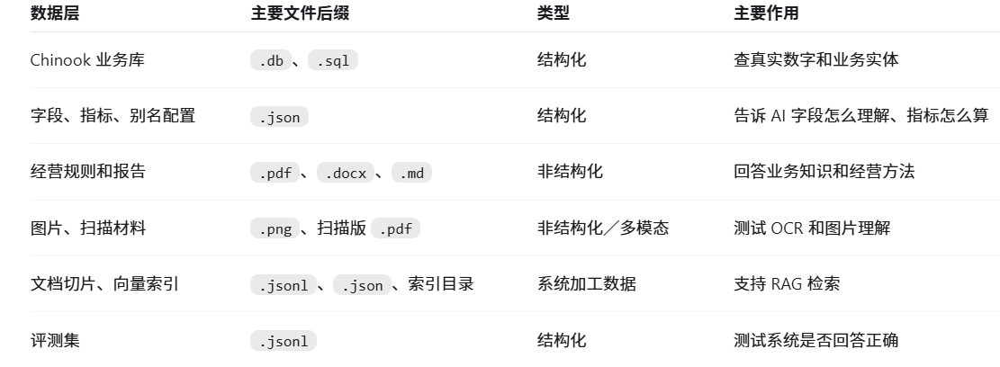 数据层 主要文件后缀 类型 主要作用
Chinook 业务库 .db、.sql 结构化 查真实数字和业务实体
字段、指标、别名配置 .json 结构化 告诉 AI 字段怎么理解、指标怎么算
经营规则和报告 .pdf、.docx、.md 非结构化 回答业务知识和经营方法
图片、扫描材料 .png、扫描版 .pdf 非结构化／多模态 测试 OCR 和图片理解
文档切片、向量索引 .jsonl、.json、索引目录 系统加工数据 支持 RAG 检索
评测集 .jsonl 结构化 测试系统是否回答正确